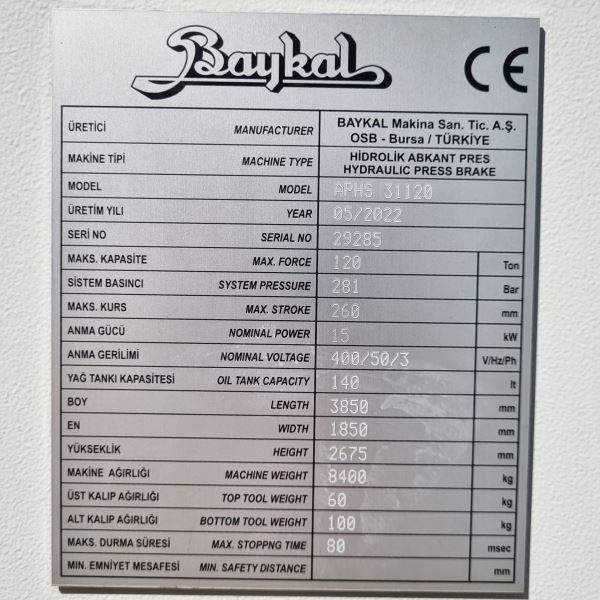 Baykal CE
ÜRETİCİ MANUFACTURER BAYKAL Makina San. Tic. A.Ş.
OSB - Bursa / TÜRKİYE
MAKİNE TİPİ MACHINE TYPE HİDROLİK ABKANT PRES
HYDRAULIC PRESS BRAKE
MODEL MODEL APHS 31120
ÜRETİM YILI YEAR 05/2022
SERİ NO SERIAL NO 29285
MAKS. KAPASİTE MAX. FORCE 120 Ton
SİSTEM BASINCI SYSTEM PRESSURE 281 Bar
MAKS. KURS MAX. STROKE 260 mm
ANMA GÜCÜ NOMINAL POWER 15 kW
ANMA GERİLİMİ NOMINAL VOLTAGE 400/50/3 V/Hz/Ph
YAĞ TANKI KAPASİTESİ OIL TANK CAPACITY 140 lt
BOY LENGTH 3850 mm
EN WIDTH 1850 mm
YÜKSEKLİK HEIGHT 2675 mm
MAKİNE AĞIRLIĞI MACHINE WEIGHT 8400 kg
ÜST KALIP AĞIRLIĞI TOP TOOL WEIGHT 60 kg
ALT KALIP AĞIRLIĞI BOTTOM TOOL WEIGHT 100 kg
MAKS. DURMA SÜRESİ MAX. STOPPNG TIME 80 msec
MIN. EMNİYET MESAFESİ MIN. SAFETY DISTANCE mm